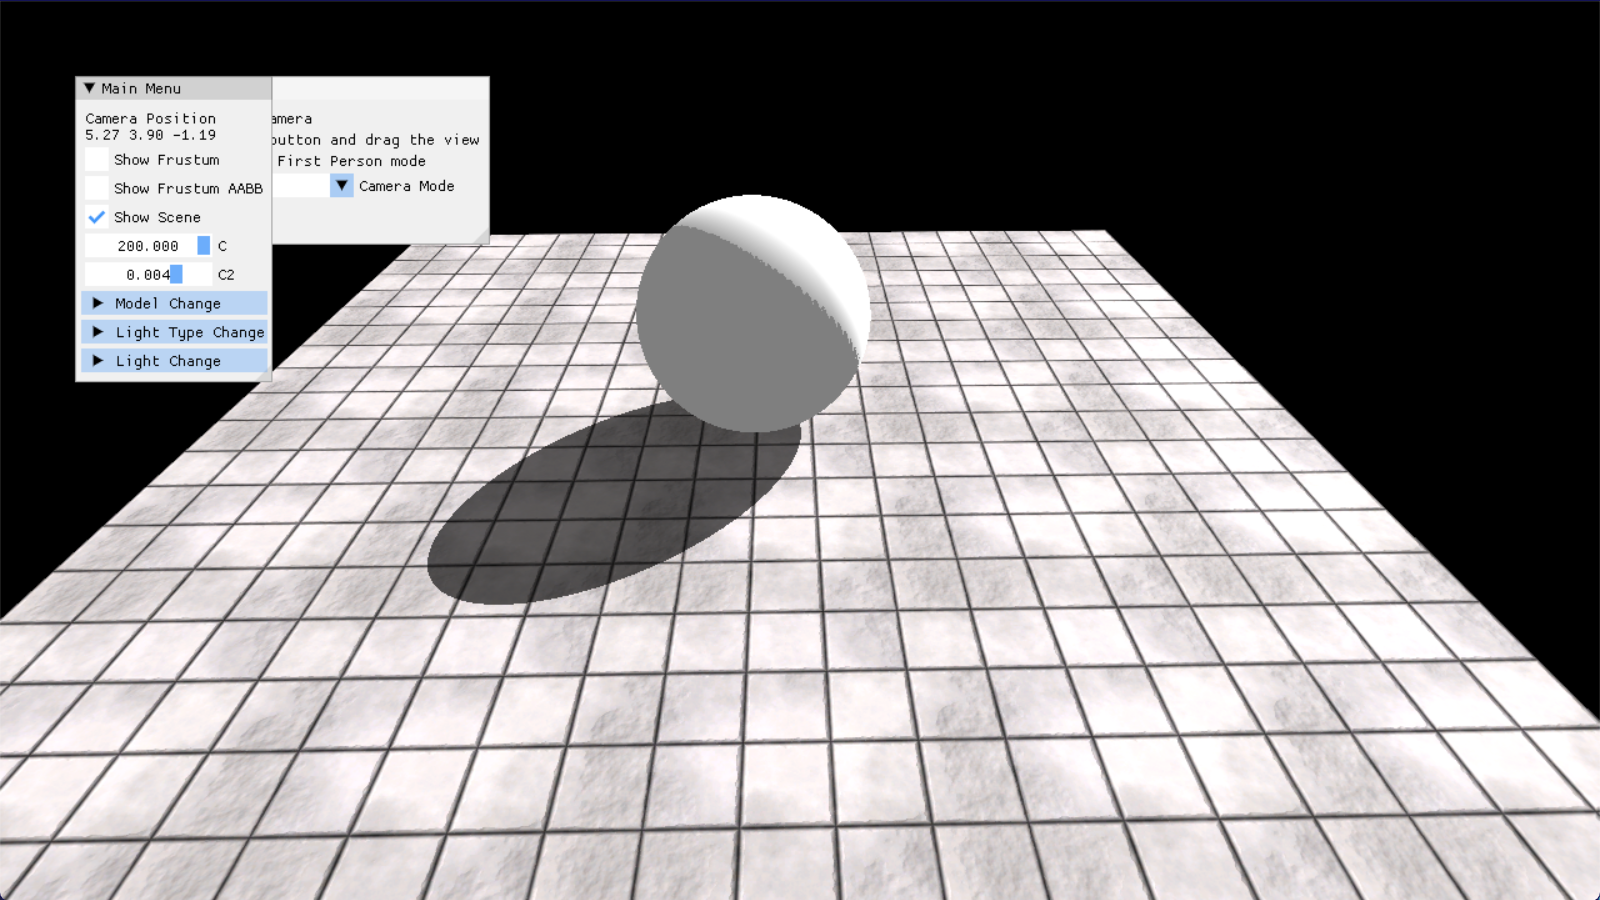 Main Menu
Camera Position
5.27 3.90 -1.19
Show Frustum
Show Frustum AABB
Show Scene
200.000 C
0.004 C2
Model Change
Light Type Change
Light Change
button and drag the view
First Person mode
Camera Mode